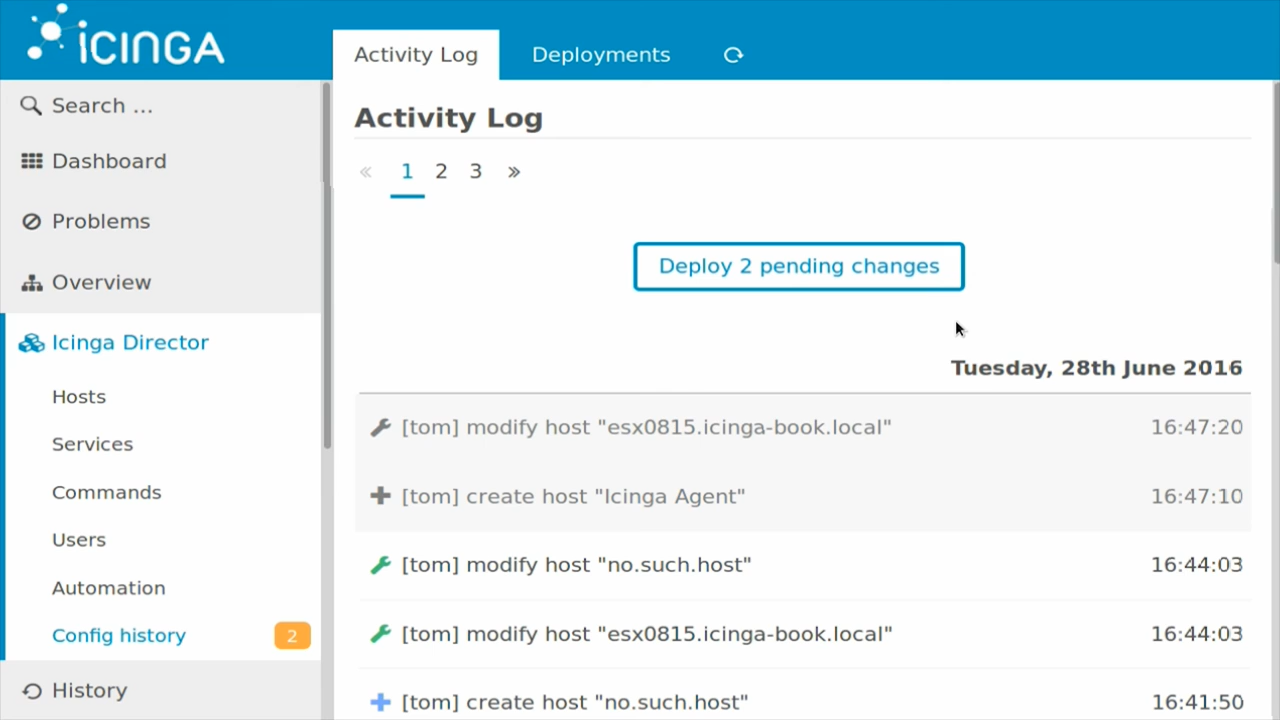 ICINGA
Activity Log
Deployments
Search ...
Dashboard
Problems
Overview
Icinga Director
Hosts
Services
Commands
Users
Automation
Config history 2
History
Activity Log
« 1 2 3 »
Deploy 2 pending changes
Tuesday, 28th June 2016
[tom] modify host "esx0815.icinga-book.local" 16:47:20
[tom] create host "Icinga Agent" 16:47:10
[tom] modify host "no.such.host" 16:44:03
[tom] modify host "esx0815.icinga-book.local" 16:44:03
[tom] create host "no.such.host" 16:41:50